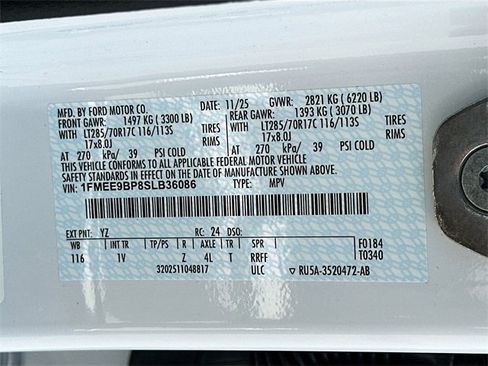 MFD. BY FORD MOTOR CO.
DATE: 11/25 GVWR: 2821 KG ( 6220 LB)
FRONT GAWR: 1497 KG (3300 LB) REAR GAWR: 1393 KG (3070 LB)
WITH LT285/70R17C 116/113S TIRES WITH LT285/70R17C 116/113S TIRES
17x8.0J RIMS 17x8.0J RIMS
AT 270 kPa/ 39 PSI COLD AT 270 kPa/ 39 PSI COLD
THIS VEHICLE CONFORMS TO ALL APPLICABLE FEDERAL MOTOR VEHICLE
SAFETY STANDARDS IN EFFECT ON THE DATE OF MANUFACTURE SHOWN ABOVE.
VIN: 1FMEE9BP8SLB36086 TYPE: MPV
EXT PNT: YZ RC: 24 DSO:
WB INT TR TP/PS R AXLE TR SPR F0184
116 1V Z 4L T RRFF T0340
3202511048817 ULC ▽ RU5A-3520472-AB